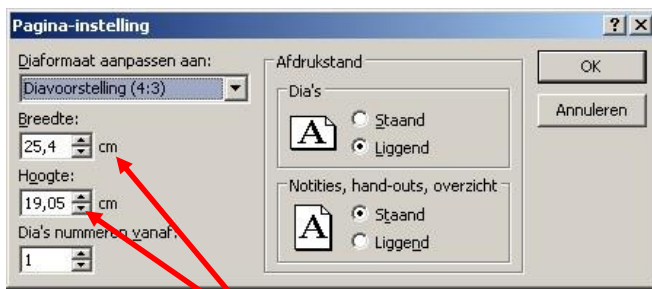 Pagina-instelling
Diaformaat aanpassen aan:
Diavoorstelling (4:3)
Breedte:
25,4 cm
Hoogte:
19,05 cm
Dia's nummeren vanaf:
1
Afdrukstand
Dia's
A
Staand
Liggend
Notities, hand-outs, overzicht
A
Staand
Liggend
OK
Annuleren